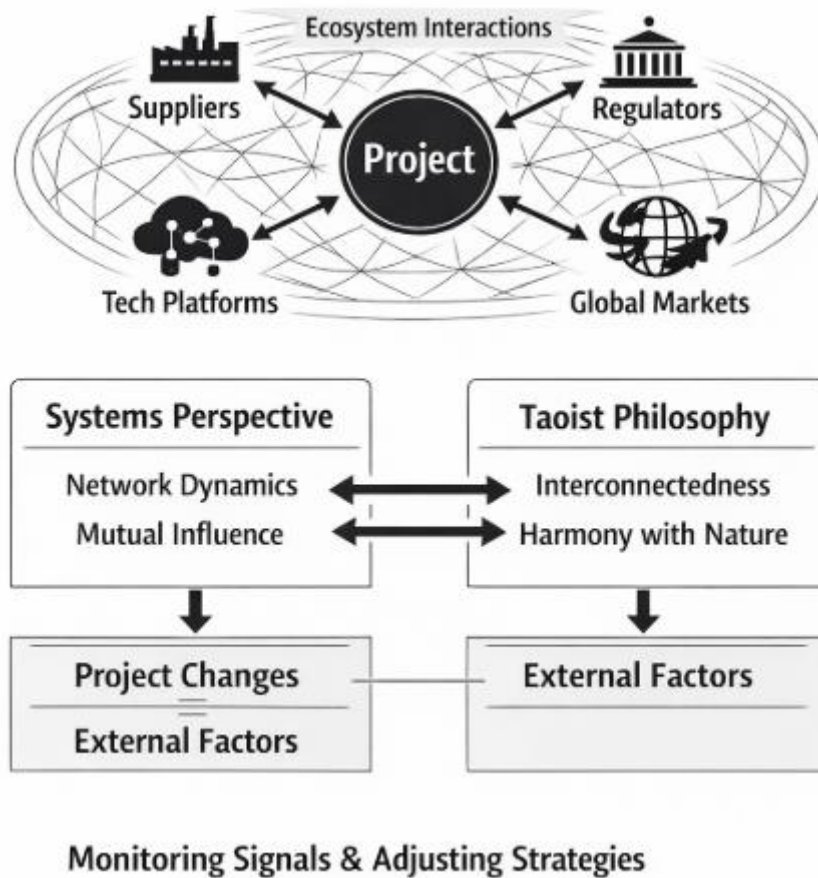 Ecosystem Interactions
Suppliers
Regulators
Project
Tech Platforms
Global Markets
Systems Perspective
Network Dynamics
Mutual Influence
Taoist Philosophy
Interconnectedness
Harmony with Nature
Project Changes
External Factors
External Factors
Monitoring Signals & Adjusting Strategies